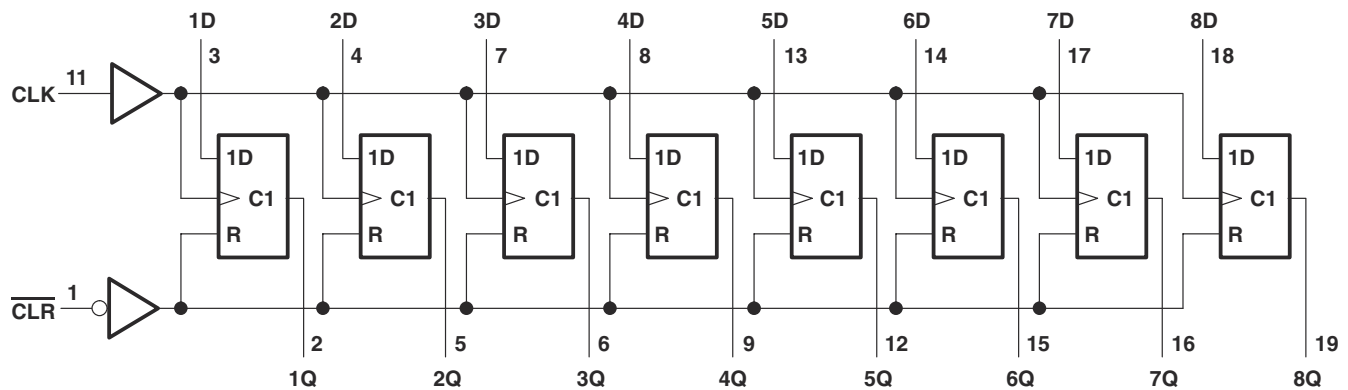 1D 2D 3D 4D 5D 6D 7D 8D
3 4 7 8 13 14 17 18
CLK 11
1D 1D 1D 1D 1D 1D 1D 1D
C1 C1 C1 C1 C1 C1 C1 C1
R R R R R R R R
CLR 1
2 5 6 9 12 15 16 19
1Q 2Q 3Q 4Q 5Q 6Q 7Q 8Q